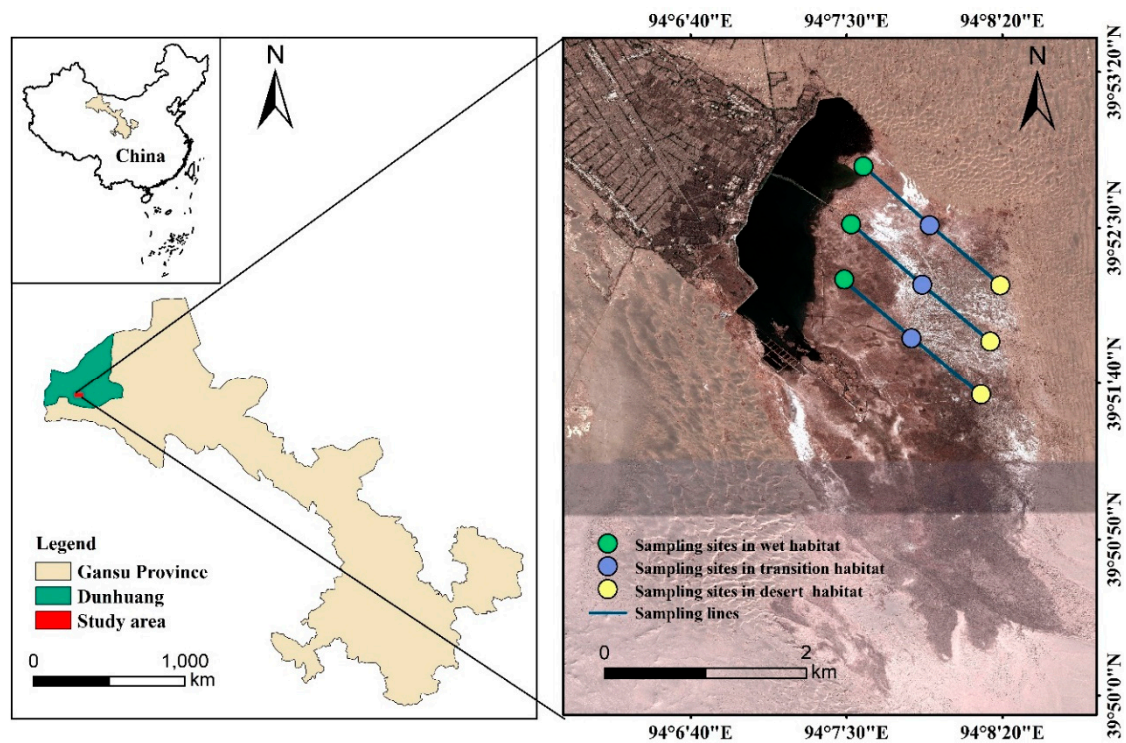 N
China
Legend
Gansu Province
Dunhuang
Study area
0 1,000
km
94°6'40"E 94°7'30"E 94°8'20"E
N
39°53'20"N
39°52'30"N
39°51'40"N
39°50'50"N
39°50'0"N
Sampling sites in wet habitat
Sampling sites in transition habitat
Sampling sites in desert habitat
Sampling lines
0 2
km
94°6'40"E 94°7'30"E 94°8'20"E